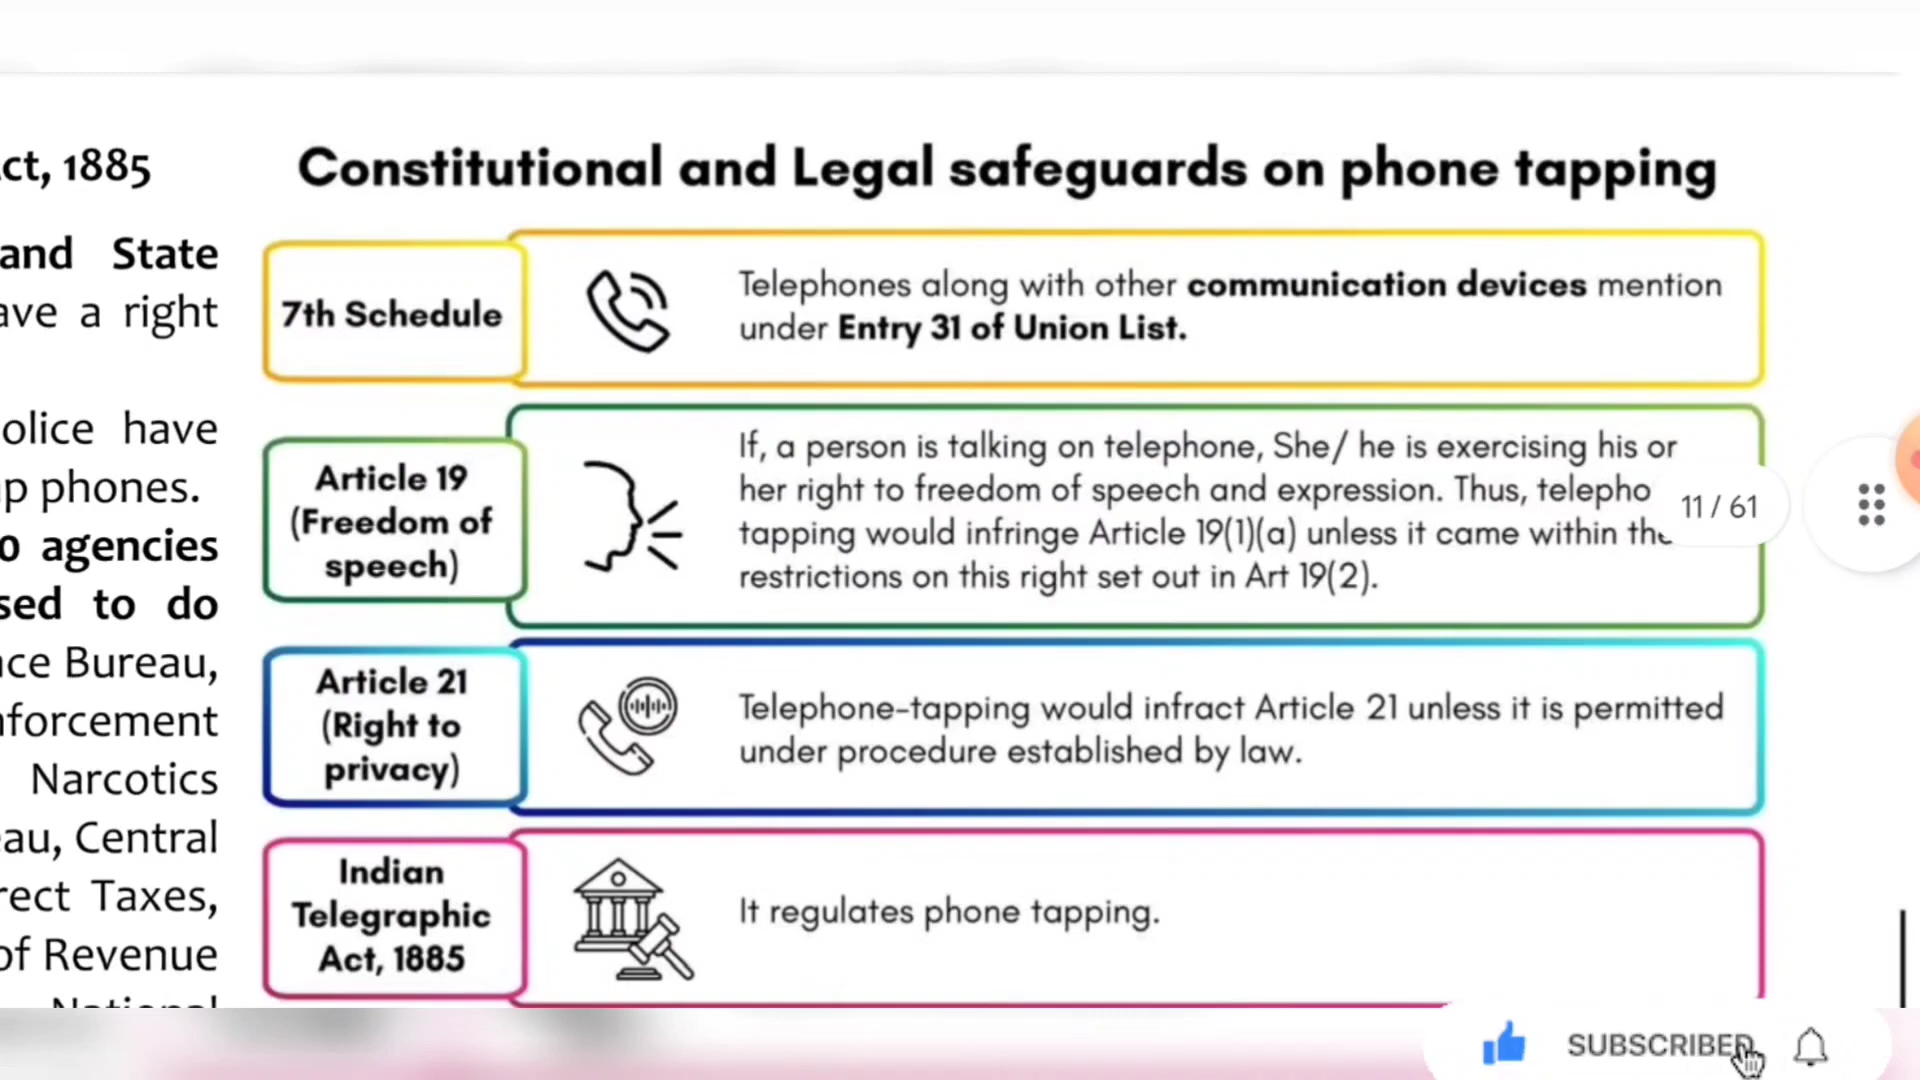 ct, 1885
and State
ave a right
olice have
p phones.
agencies
sed to do
ce Bureau,
forcement
Narcotics
eau, Central
rect Taxes,
of Revenue
Constitutional and Legal safeguards on phone tapping
7th Schedule
Telephones along with other communication devices mention
under Entry 31 of Union List.
Article 19
(Freedom of
speech)
If, a person is talking on telephone, She/ he is exercising his or
her right to freedom of speech and expression. Thus, telepho
tapping would infringe Article 19(1)(a) unless it came within the
restrictions on this right set out in Art 19(2).
11 / 61
Article 21
(Right to
privacy)
Telephone-tapping would infract Article 21 unless it is permitted
under procedure established by law.
Indian
Telegraphic
Act, 1885
It regulates phone tapping.
SUBSCRIBED